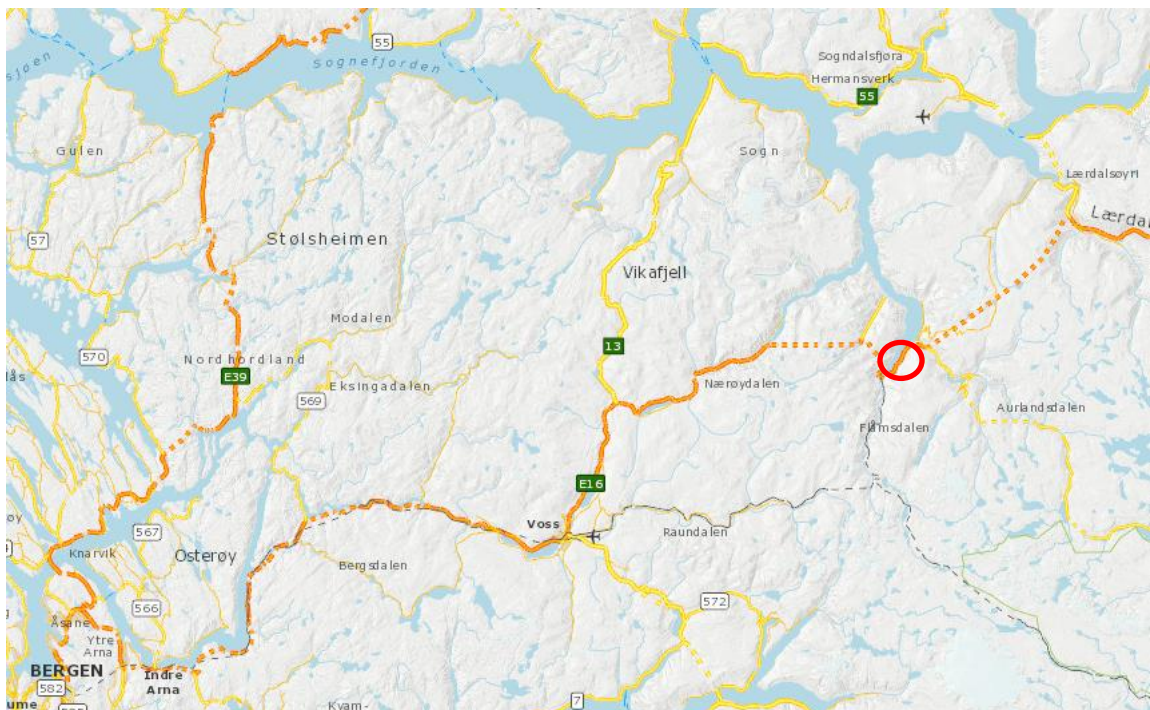 55
Sognefjorden
sjøen
Sogndalsfjøra
Hermansverk
55
Gulen
Sogn
Lærdalsøyri
Lærdal
57
Stølsheimen
Vikafjell
Modalen
13
570
Nordhordland
E39
Eksingadalen
Nærøydalen
569
Aurlandsdalen
Flåmsdalen
E16
Voss
Raundalen
567
Knarvik
Osterøy
Bergsdalen
572
566
Åsane
Ytre
Arna
BERGEN
Indre
Arna
582
Kvam-
7